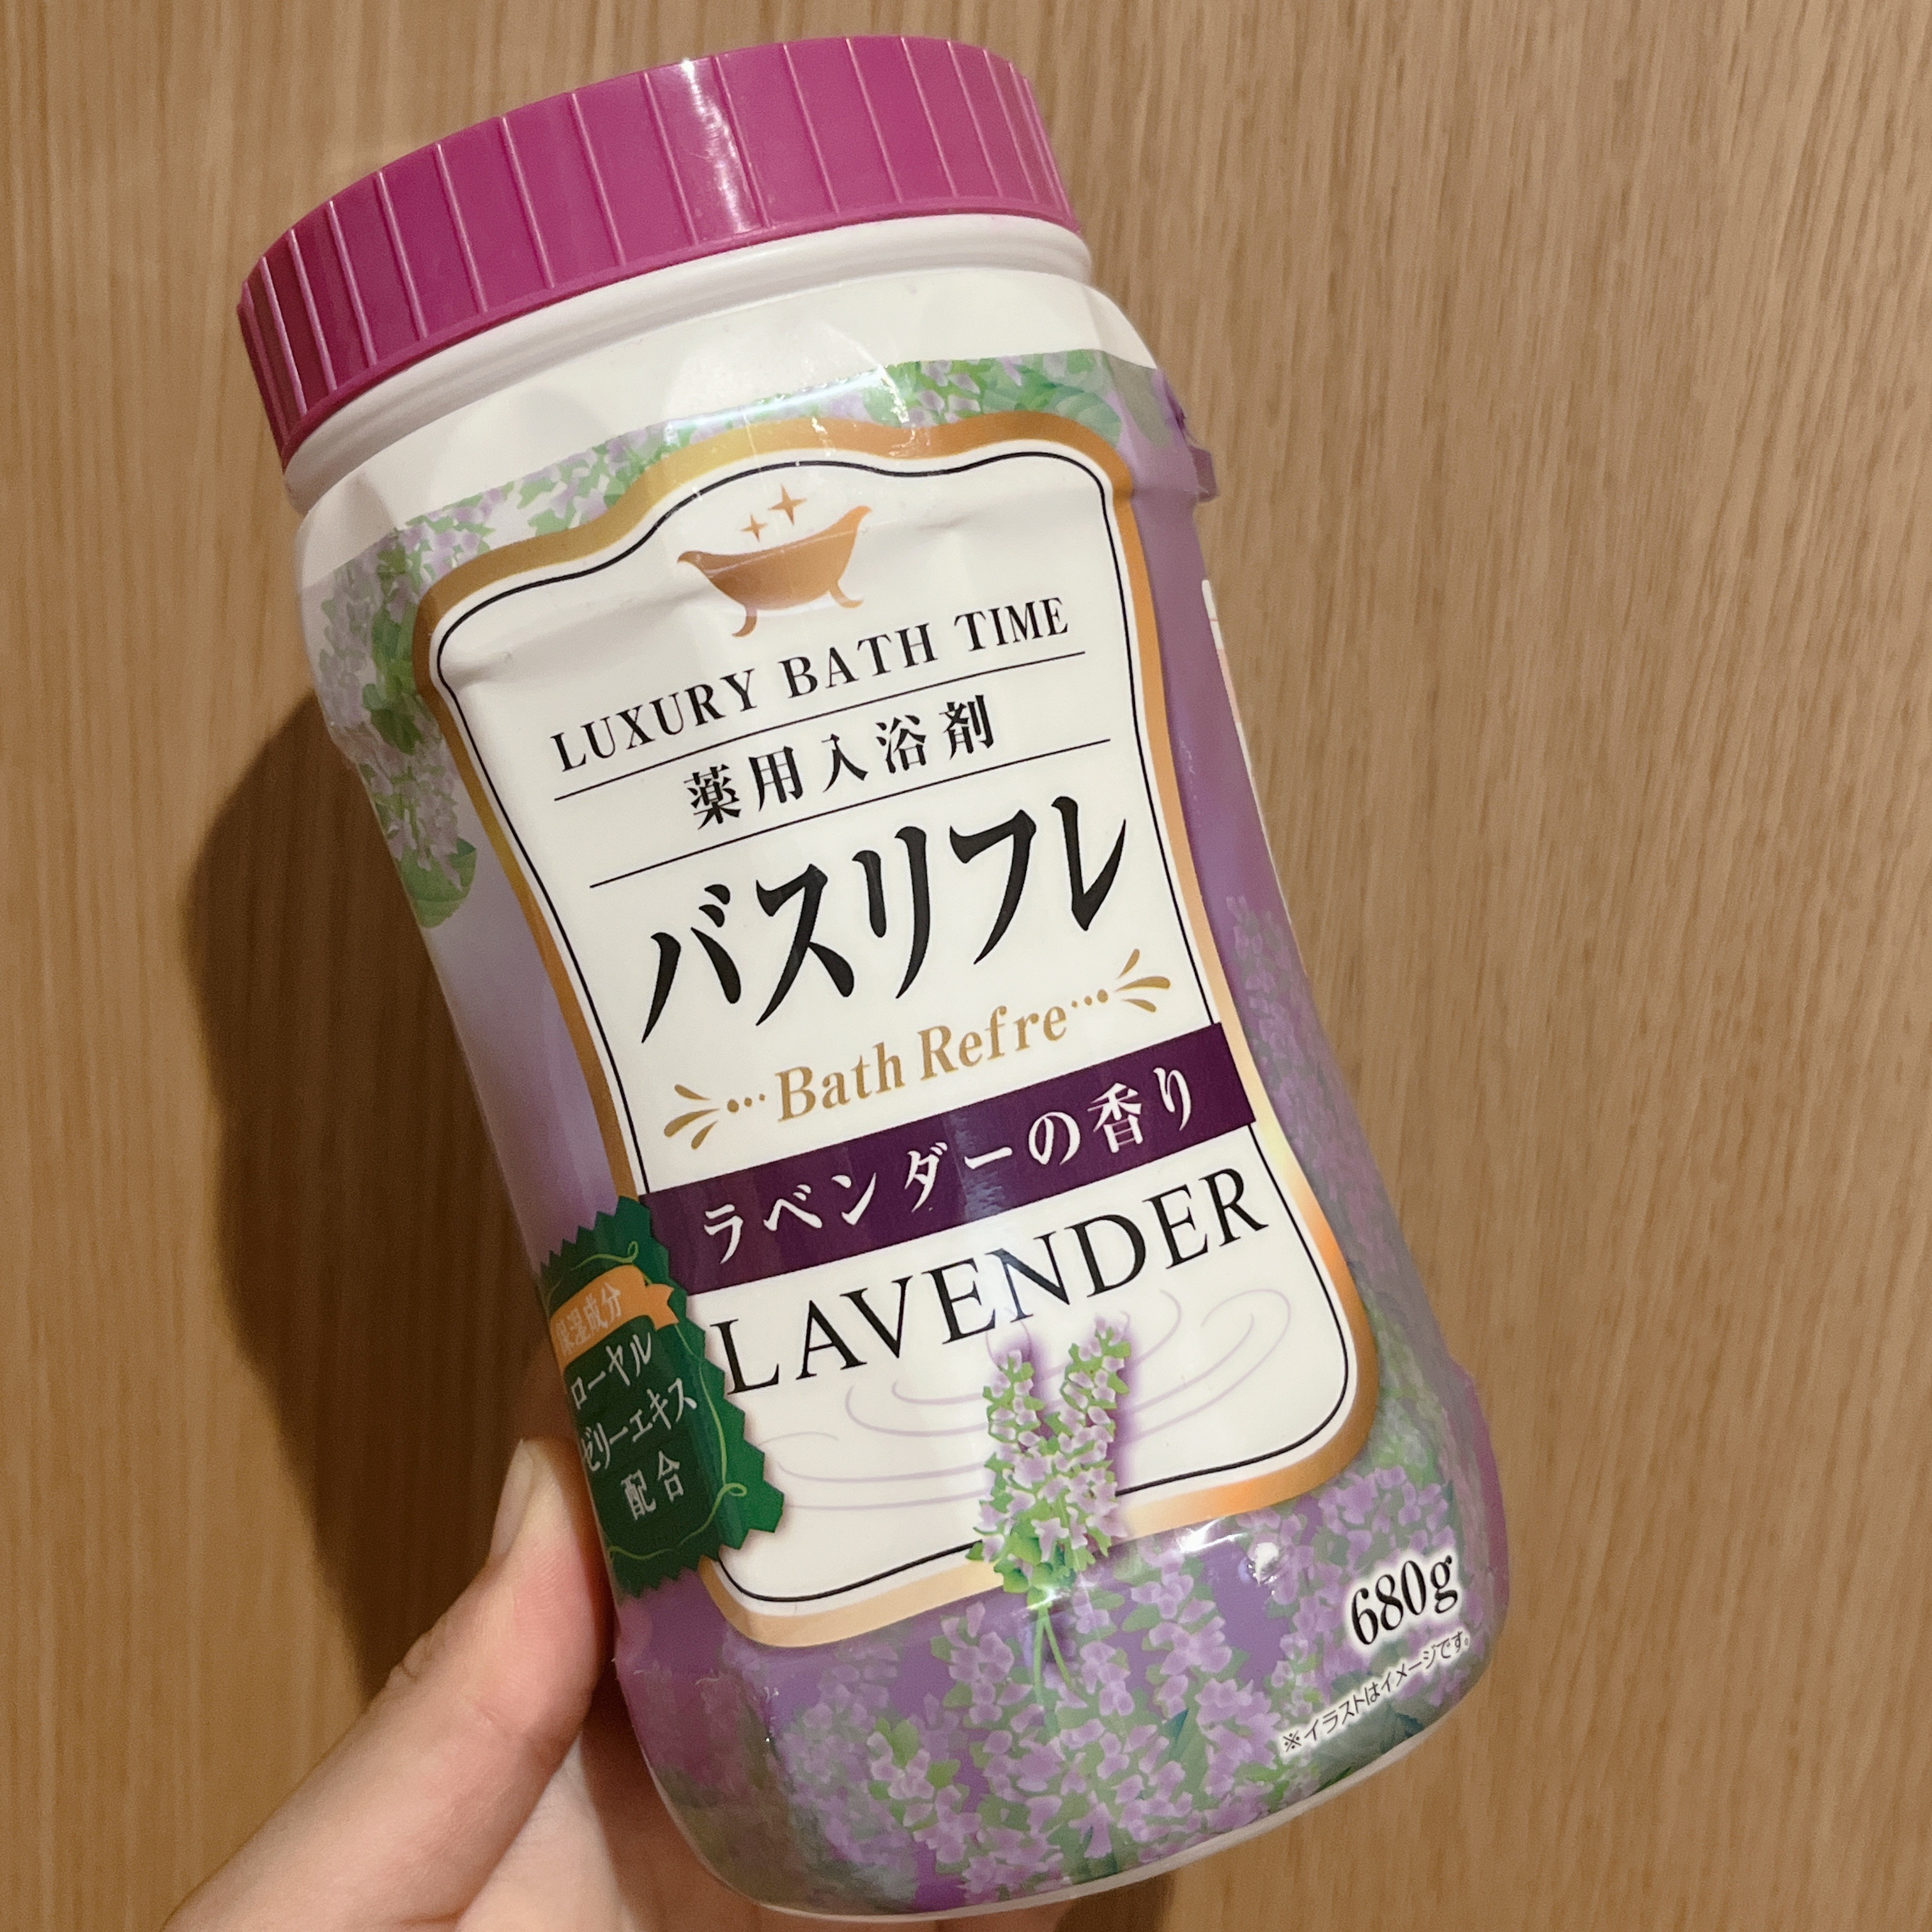 LUXURY BATH TIME
薬用入浴剤
バスリフレ
Bath Refre
ラベンダーの香り
LAVENDER
保湿成分
ローヤル
ゼリーエキス
配合
680g
※イラストはイメージです。